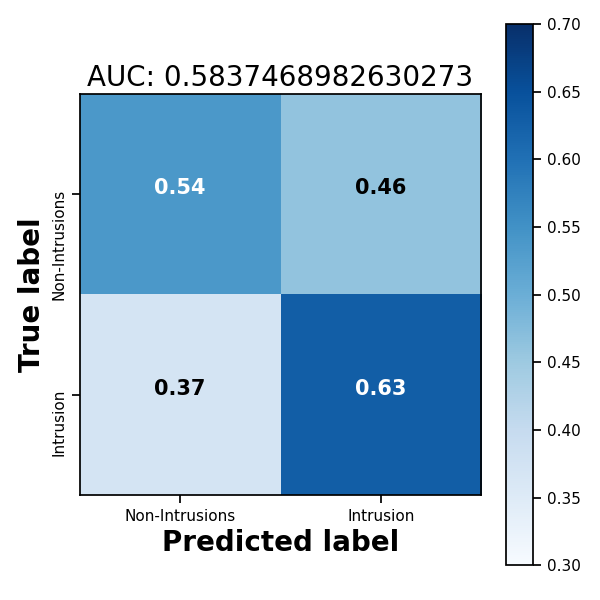 AUC: 0.5837468982630273
True label
Non-Intrusions
Intrusion
0.54
0.46
0.37
0.63
Non-Intrusions
Intrusion
Predicted label
0.70
0.65
0.60
0.55
0.50
0.45
0.40
0.35
0.30